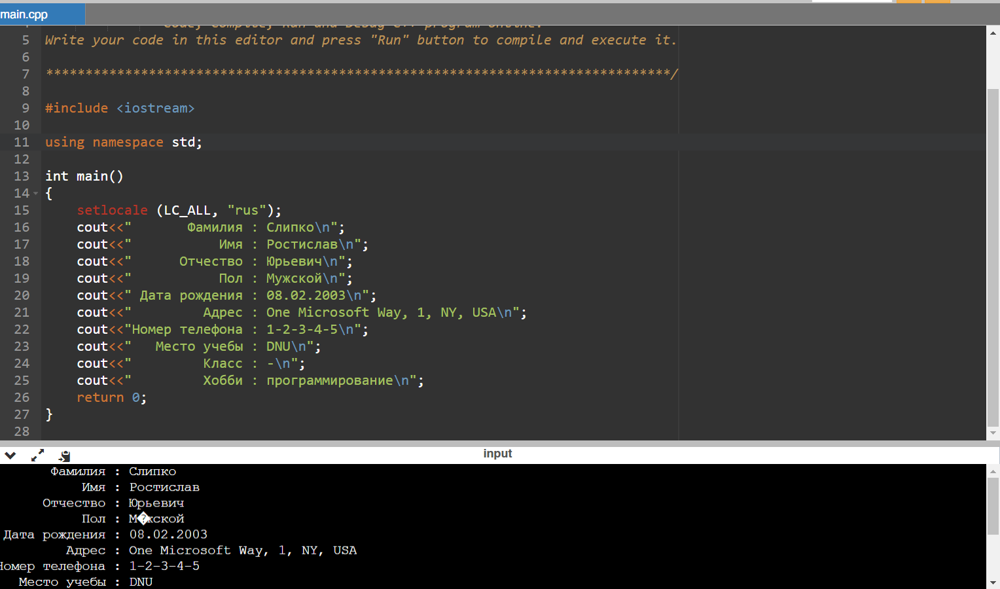 main.cpp
4 Code, Compile, Run and Debug C++ program online.
5 Write your code in this editor and press "Run" button to compile and execute it.
6
7 *******************************************************************************/
8
9 #include <iostream>
10
11 using namespace std;
12
13 int main()
14 {
15 setlocale (LC_ALL, "rus");
16 cout<<"       Фамилия : Слипко\n";
17 cout<<"           Имя : Ростислав\n";
18 cout<<"      Отчество : Юрьевич\n";
19 cout<<"           Пол : Мужской\n";
20 cout<<" Дата рождения : 08.02.2003\n";
21 cout<<"         Адрес : One Microsoft Way, 1, NY, USA\n";
22 cout<<"Номер телефона : 1-2-3-4-5\n";
23 cout<<"   Место учебы : DNU\n";
24 cout<<"         Класс : -\n";
25 cout<<"         Хобби : программирование\n";
26 return 0;
27 }
28
input
Фамилия : Слипко
Имя : Ростислав
Отчество : Юрьевич
Пол : М�жской
Дата рождения : 08.02.2003
Адрес : One Microsoft Way, 1, NY, USA
Номер телефона : 1-2-3-4-5
Место учебы : DNU